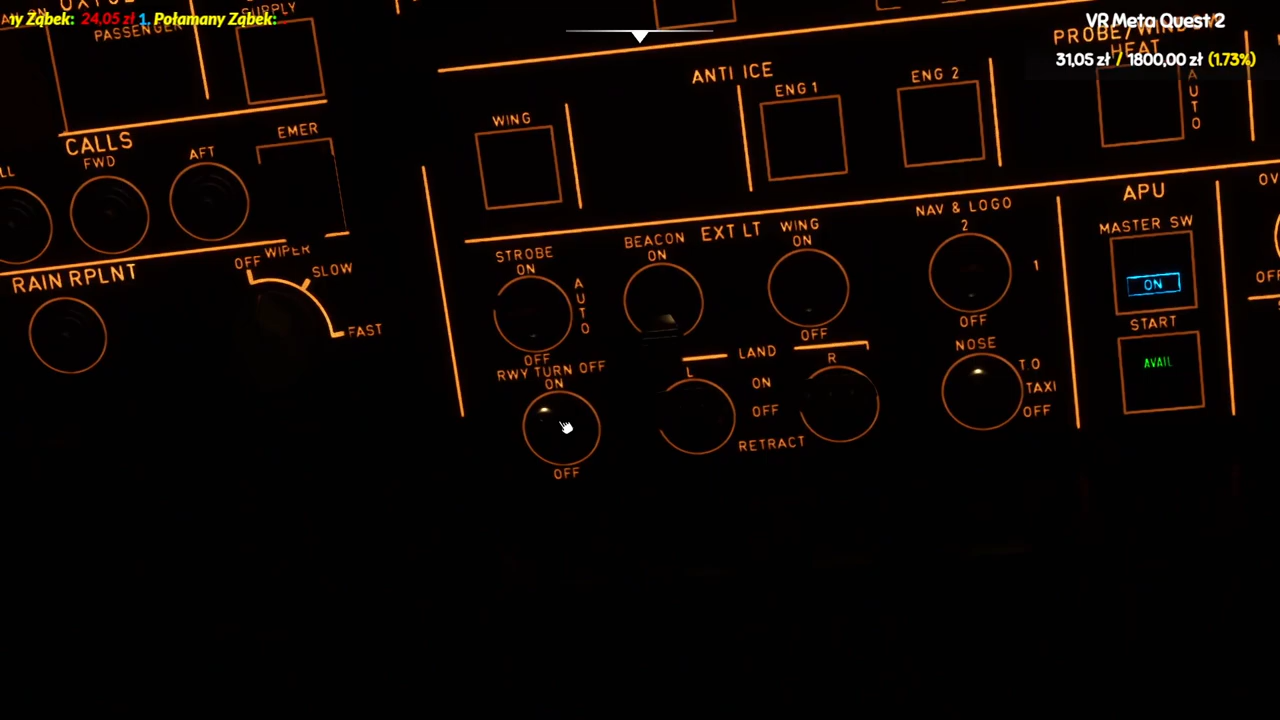 ny Ząbek: 24,05 zł 1. Połamany Ząbek:
VR Meta Quest 2
31,05 zł / 1800,00 zł (1.73%)
PASSENGER
SUPPLY
PROBE/WINDOW
HEAT
AUTO
ANTI ICE
WING
ENG 1
ENG 2
CALLS
FWD
AFT
EMER
RAIN RPLNT
WIPER
OFF
SLOW
FAST
EXT LT
STROBE
ON
AUTO
OFF
BEACON
ON
WING
ON
OFF
NAV & LOGO
2
1
OFF
RWY TURN OFF
ON
OFF
LAND
L
R
ON
OFF
RETRACT
NOSE
T.O
TAXI
OFF
APU
MASTER SW
ON
START
AVAIL